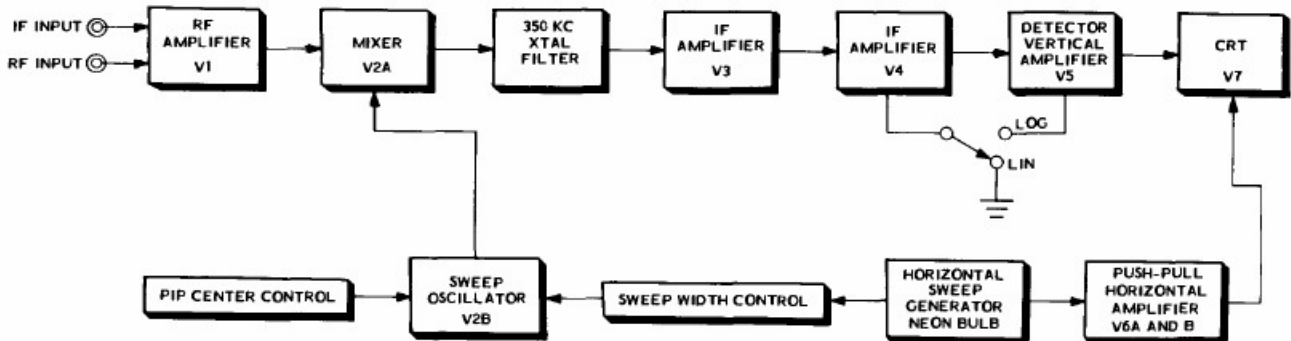 IF INPUT
RF INPUT
RF
AMPLIFIER
V1
MIXER
V2A
350 KC
XTAL
FILTER
IF
AMPLIFIER
V3
IF
AMPLIFIER
V4
DETECTOR
VERTICAL
AMPLIFIER
V5
CRT
V7
LOG
LIN
PIP CENTER CONTROL
SWEEP
OSCILLATOR
V2B
SWEEP WIDTH CONTROL
HORIZONTAL
SWEEP
GENERATOR
NEON BULB
PUSH-PULL
HORIZONTAL
AMPLIFIER
V6A AND B